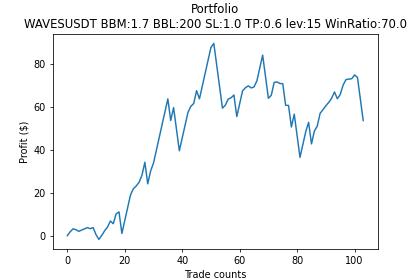 Portfolio
WAVESUSDT BBM:1.7 BBL:200 SL:1.0 TP:0.6 lev:15 WinRatio:70.0
80
60
40
20
0
Profit ($)
0 20 40 60 80 100
Trade counts